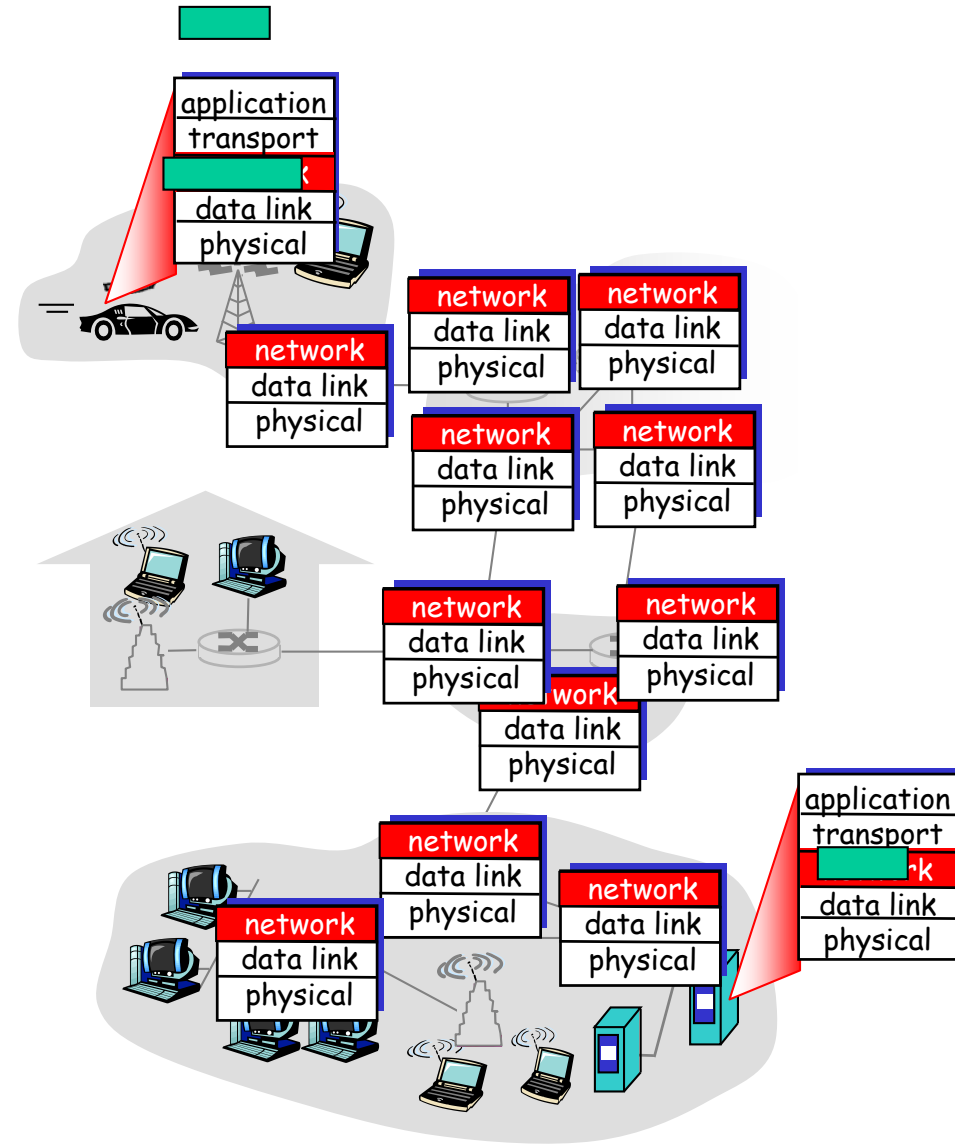 application
transport
data link
physical
network
data link
physical
network
data link
physical
network
data link
physical
network
data link
physical
network
data link
physical
network
data link
physical
network
data link
physical
network
data link
physical
application
transport
data link
physical
network
data link
physical
network
data link
physical
network
data link
physical